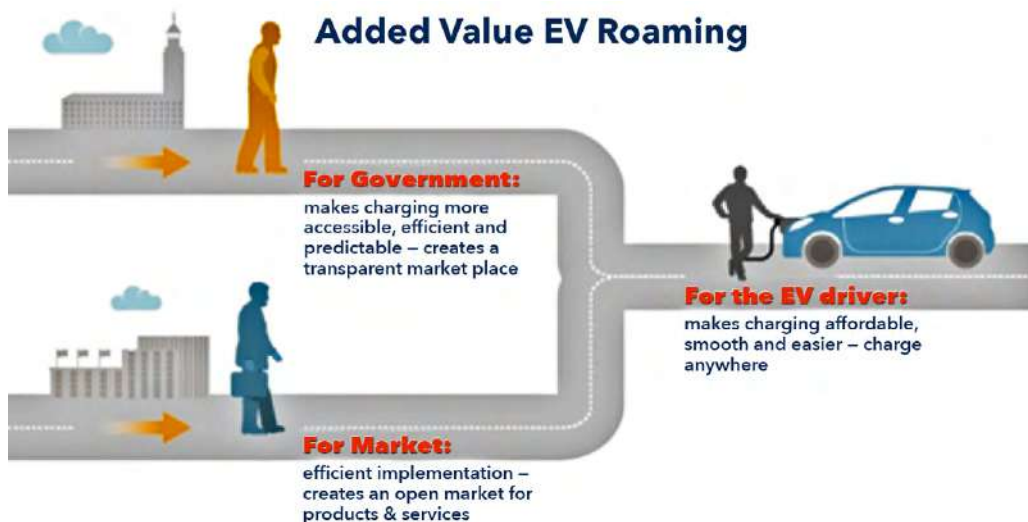 Added Value EV Roaming
For Government:
makes charging more
accessible, efficient and
predictable – creates a
transparent market place
For the EV driver:
makes charging affordable,
smooth and easier – charge
anywhere
For Market:
efficient implementation –
creates an open market for
products & services